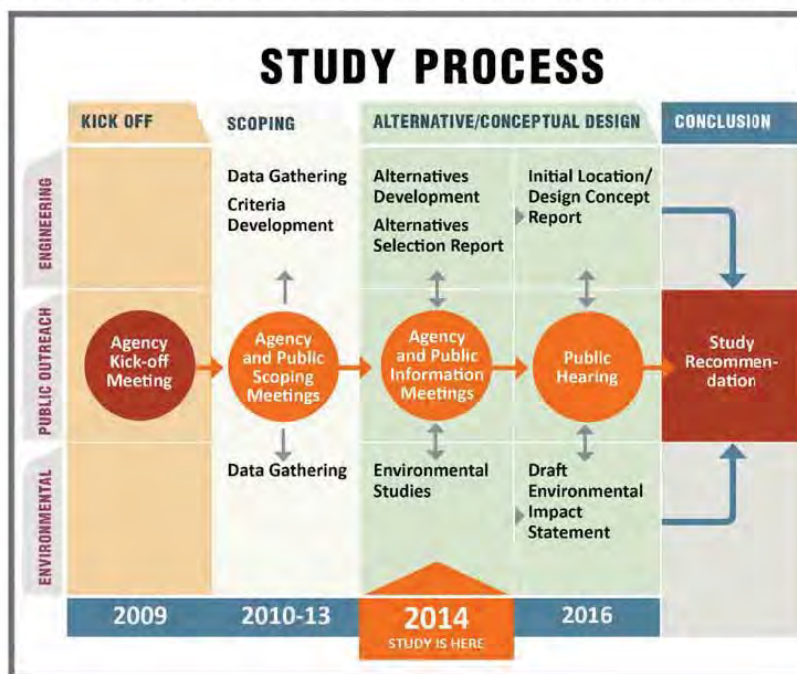 STUDY PROCESS
KICK OFF
SCOPING
ALTERNATIVE/CONCEPTUAL DESIGN
CONCLUSION
ENGINEERING
Data Gathering
Criteria
Development
Alternatives
Development
Alternatives
Selection Report
Initial Location/
Design Concept
Report
PUBLIC OUTREACH
Agency
Kick-off
Meeting
Agency
and Public
Scoping
Meetings
Agency
and Public
Information
Meetings
Public
Hearing
Study
Recommen-
dation
ENVIRONMENTAL
Data Gathering
Environmental
Studies
Draft
Environmental
Impact
Statement
2009
2010-13
2014
STUDY IS HERE
2016